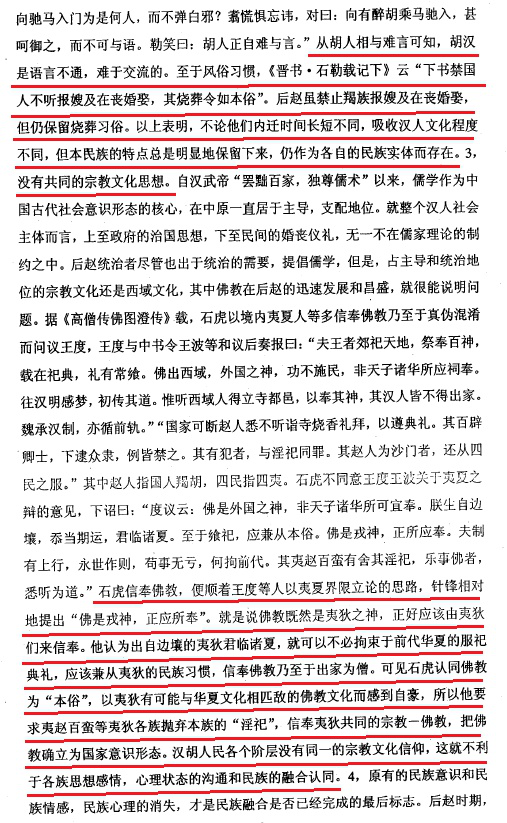 向驰马入门为是何人，而不弹白邪？翥慌惧忘讳，对曰：向有醉胡乘马驰入，甚
呵御之，而不可与语。勒笑曰：胡人正自难与言。”从胡人相与难言可知，胡汉
是语言不通，难于交流的。至于风俗习惯，《晋书·石勒载记下》云“下书禁国
人不听报嫂及在丧婚娶，其烧葬令如本俗”。后赵虽禁止羯族报嫂及在丧婚娶，
但仍保留烧葬习俗。以上表明，不论他们内迁时间长短不同，吸收汉人文化程度
不同，但本民族的特点总是明显地保留下来，仍作为各自的民族实体而存在。3，
没有共同的宗教文化思想。自汉武帝“罢黜百家，独尊儒术”以来，儒学作为中
国古代社会意识形态的核心，在中原一直居于主导，支配地位。就整个汉人社会
主体而言，上至政府的治国思想，下至民间的婚丧仪礼，无一不在儒家理论的制
约之中。后赵统治者尽管也出于统治的需要，提倡儒学，但是，占主导和统治地
位的宗教文化还是西域文化，其中佛教在后赵的迅速发展和昌盛，就很能说明问
题。据《高僧传佛图澄传》载，石虎以境内夷夏人等多信奉佛教乃至于真伪混淆
而问议王度，王度与中书令王波等和议后奏报曰：“夫王者郊祀天地，祭奉百神，
载在祀典，礼有常飨。佛出西域，外国之神，功不施民，非天子诸华所应祠奉。
往汉明感梦，初传其道。惟听西域人得立寺都邑，以奉其神，其汉人皆不得出家。
魏承汉制，亦循前轨。”“国家可断赵人悉不听诣寺烧香礼拜，以遵典礼。其百辟
卿士，下逮众隶，例皆禁之。其有犯者，与淫祀同罪。其赵人为沙门者，还从四
民之服。”其中赵人指国人羯胡，四民指四夷。石虎不同意王度王波关于夷夏之
辩的意见，下诏曰：“度议云：佛是外国之神，非天子诸华所可宜奉。朕生自边
壤，忝当期运，君临诸夏。至于飨祀，应兼从本俗。佛是戎神，正所应奉。夫制
有上行，永世作则，苟事无亏，何拘前代。其夷赵百蛮有舍其淫祀，乐事佛者，
悉听为道。”石虎信奉佛教，便顺着王度等人以夷夏界限立论的思路，针锋相对
地提出“佛是戎神，正应所奉”。就是说佛教既然是夷狄之神，正好应该由夷狄
们来信奉。他认为出自边壤的夷狄君临诸夏，就可以不必拘束于前代华夏的服祀
典礼，应该兼从夷狄的民族习惯，信奉佛教乃至于出家为僧。可见石虎认同佛教
为“本俗”，以夷狄有可能与华夏文化相匹敌的佛教文化而感到自豪，所以他要
求夷赵百蛮等夷狄各族抛弃本族的“淫祀”，信奉夷狄共同的宗教—佛教，把佛
教确立为国家意识形态。汉胡人民各个阶层没有同一的宗教文化信仰，这就不利
于各族思想感情，心理状态的沟通和民族的融合认同。4，原有的民族意识和民
族情感，民族心理的消失，才是民族融合是否已经完成的最后标志。后赵时期，